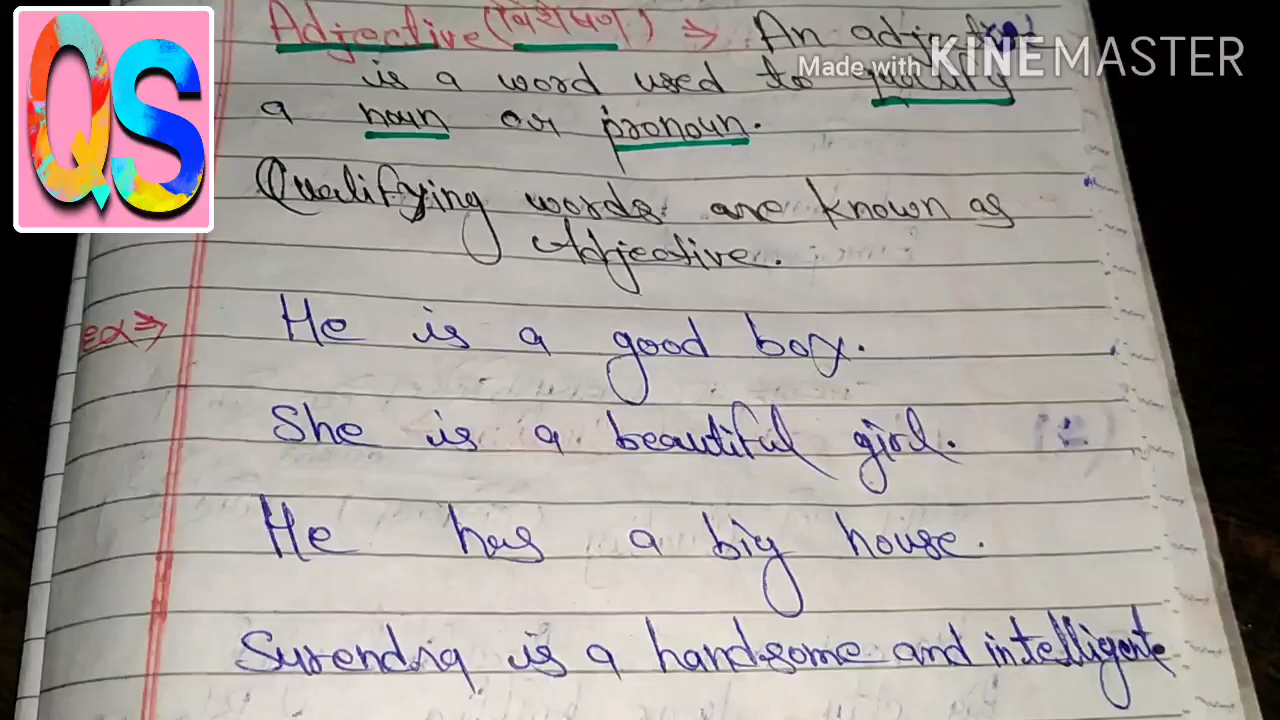 QS
Adjective (विशेषण) ⇒ An adjective
Made with KINEMASTER
is a word used to qualify
a noun or pronoun.
Qualifying words are known as
Adjective.
ex⇒ He is a good boy.
She is a beautiful girl.
He has a big house.
Surendra is a handsome and intelligente